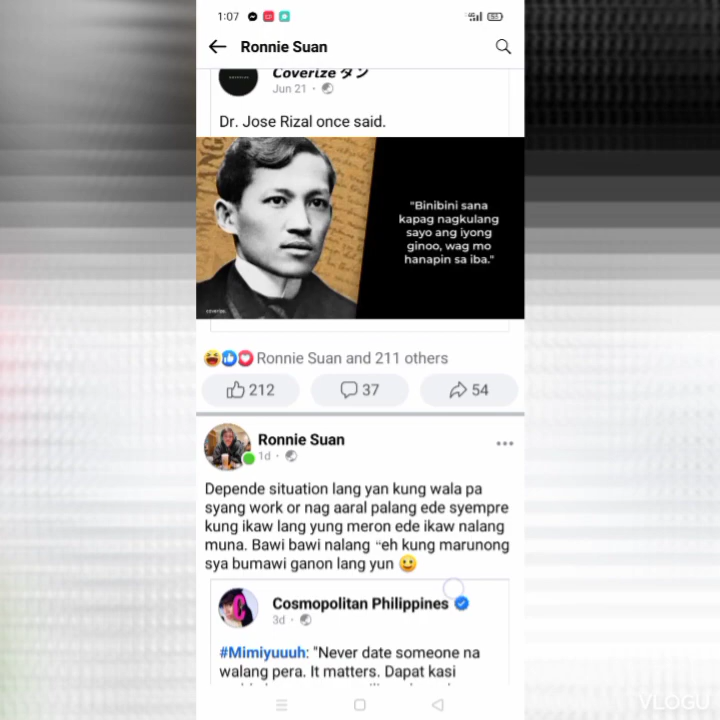 1:07
Ronnie Suan
Coverize タン
Jun 21
Dr. Jose Rizal once said.
"Binibini sana
kapag nagkulang
sayo ang iyong
ginoo, wag mo
hanapin sa iba."
Ronnie Suan and 211 others
212
37
54
Ronnie Suan
1d
Depende situation lang yan kung wala pa
syang work or nag aaral palang ede syempre
kung ikaw lang yung meron ede ikaw nalang
muna. Bawi bawi nalang “eh kung marunong
sya bumawi ganon lang yun 😀
Cosmopolitan Philippines
3d
#Mimiyuuuh: "Never date someone na
walang pera. It matters. Dapat kasi
VLOGU